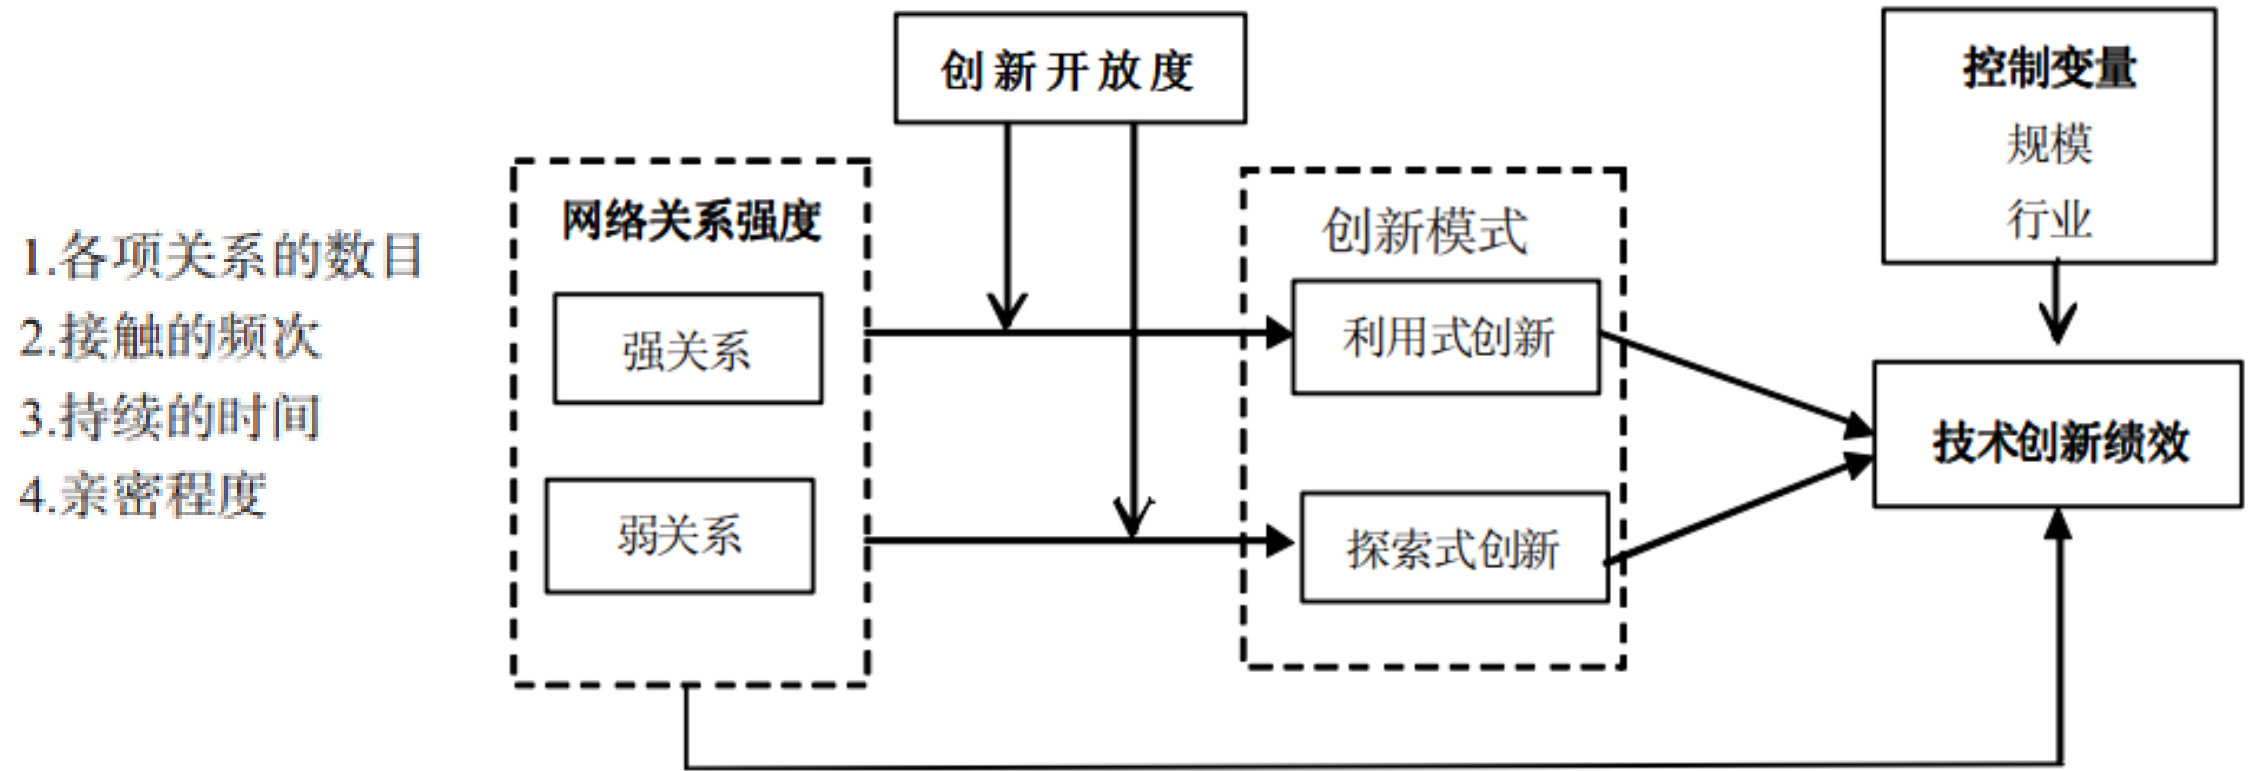 创新开放度
控制变量
规模
行业
网络关系强度
创新模式
1.各项关系的数目
2.接触的频次
3.持续的时间
4.亲密程度
强关系
利用式创新
技术创新绩效
弱关系
探索式创新